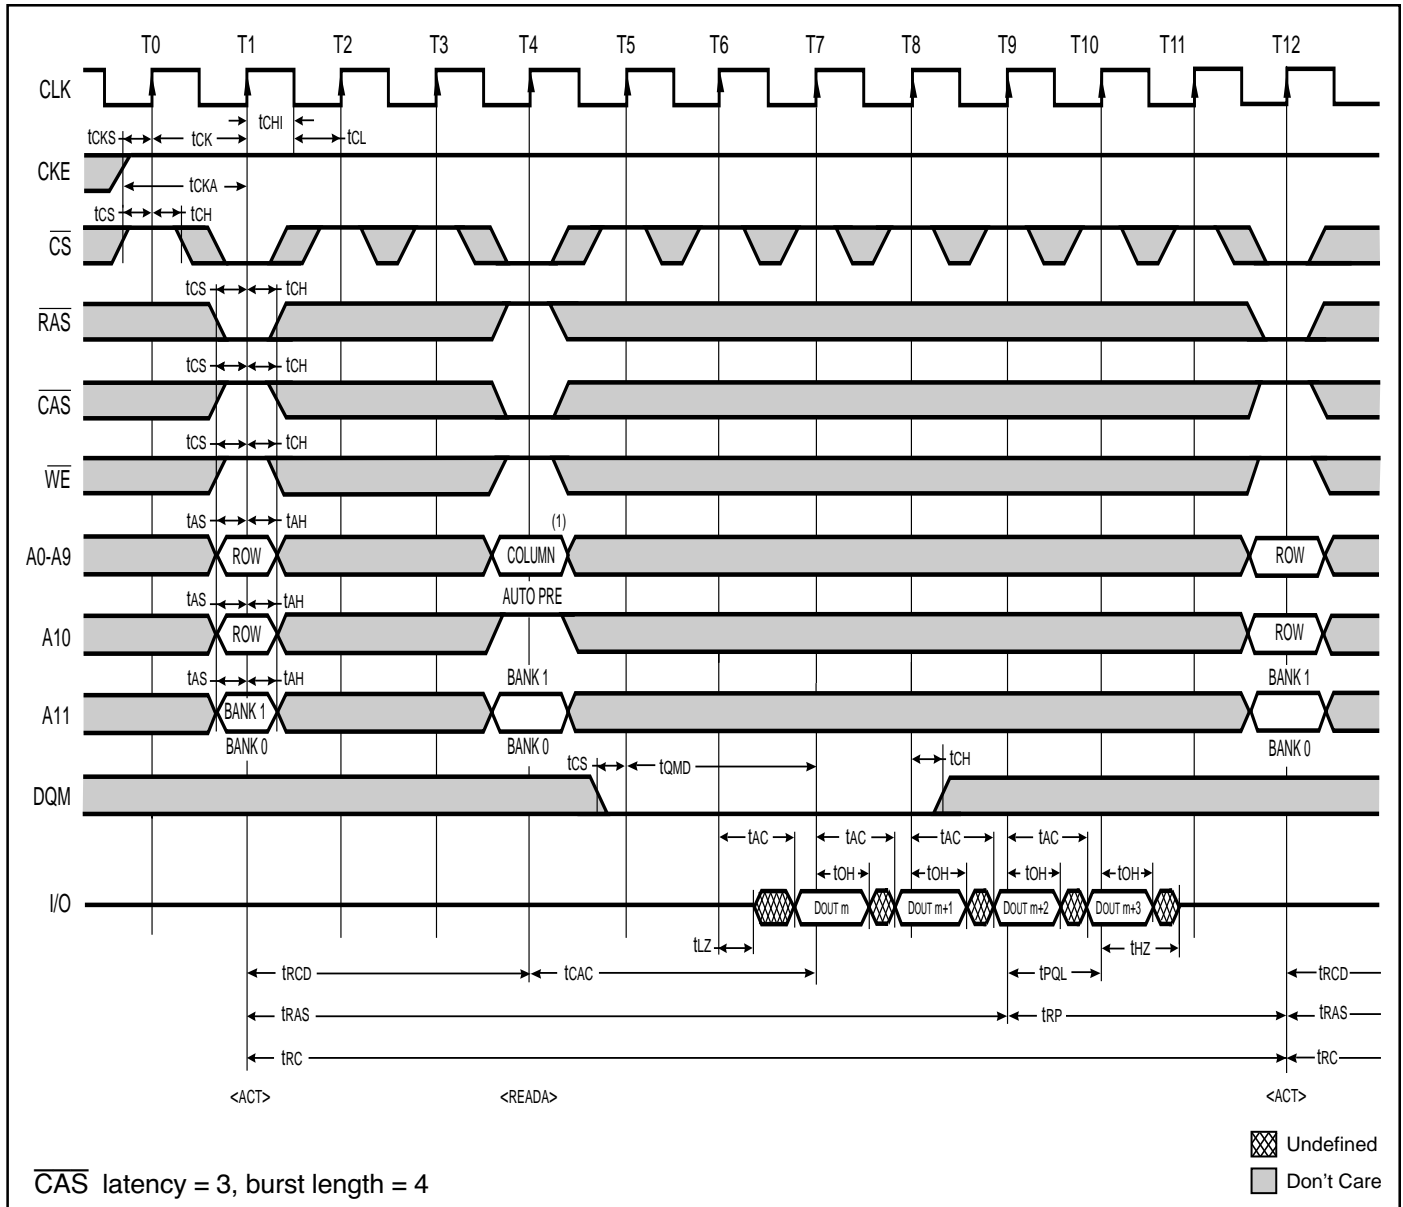 T0 T1 T2 T3 T4 T5 T6 T7 T8 T9 T10 T11 T12
CLK
tCHI
tCKS tCK tCL
CKE
tCKA
tCS tCH
CS
tCS tCH
RAS
tCS tCH
CAS
tCS tCH
WE
tAS tAH (1)
A0-A9 ROW COLUMN ROW
tAS tAH AUTO PRE
A10 ROW ROW
tAS tAH BANK 1 BANK 1
A11 BANK 1
BANK 0 BANK 0 BANK 0
tCS tQMD tCH
DQM
tAC tAC tAC tAC
tOH tOH tOH tOH
I/O DOUT m DOUT m+1 DOUT m+2 DOUT m+3
tLZ tHZ
tRCD tCAC tPQL tRCD
tRAS tRP tRAS
tRC tRC
<ACT> <READA> <ACT>
Undefined
Don't Care
CAS latency = 3, burst length = 4